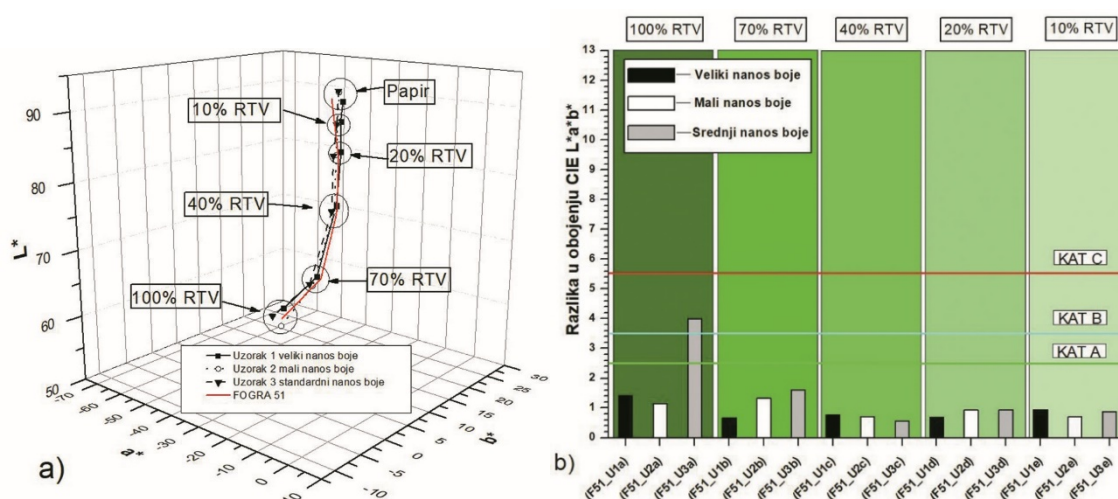 90
80
70
60
50
L*
-70
-60
-50
-40
-30
-20
-10
0
10
a*
-10
-5
0
5
10
15
20
25
30
b*
Papir
10% RTV
20% RTV
40% RTV
70% RTV
100% RTV
Uzorak 1 veliki nanos boje
Uzorak 2 mali nanos boje
Uzorak 3 standardni nanos boje
FOGRA 51
a)
100% RTV 70% RTV 40% RTV 20% RTV 10% RTV
Razlika u obojenju CIE L*a*b*
13
12
11
10
9
8
7
6
5
4
3
2
1
0
Veliki nanos boje
Mali nanos boje
Srednji nanos boje
KAT C
KAT B
KAT A
b)
(F51_U1a)
(F51_U2a)
(F51_U3a)
(F51_U1b)
(F51_U2b)
(F51_U3b)
(F51_U1c)
(F51_U2c)
(F51_U3c)
(F51_U1d)
(F51_U2d)
(F51_U3d)
(F51_U1e)
(F51_U2e)
(F51_U3e)